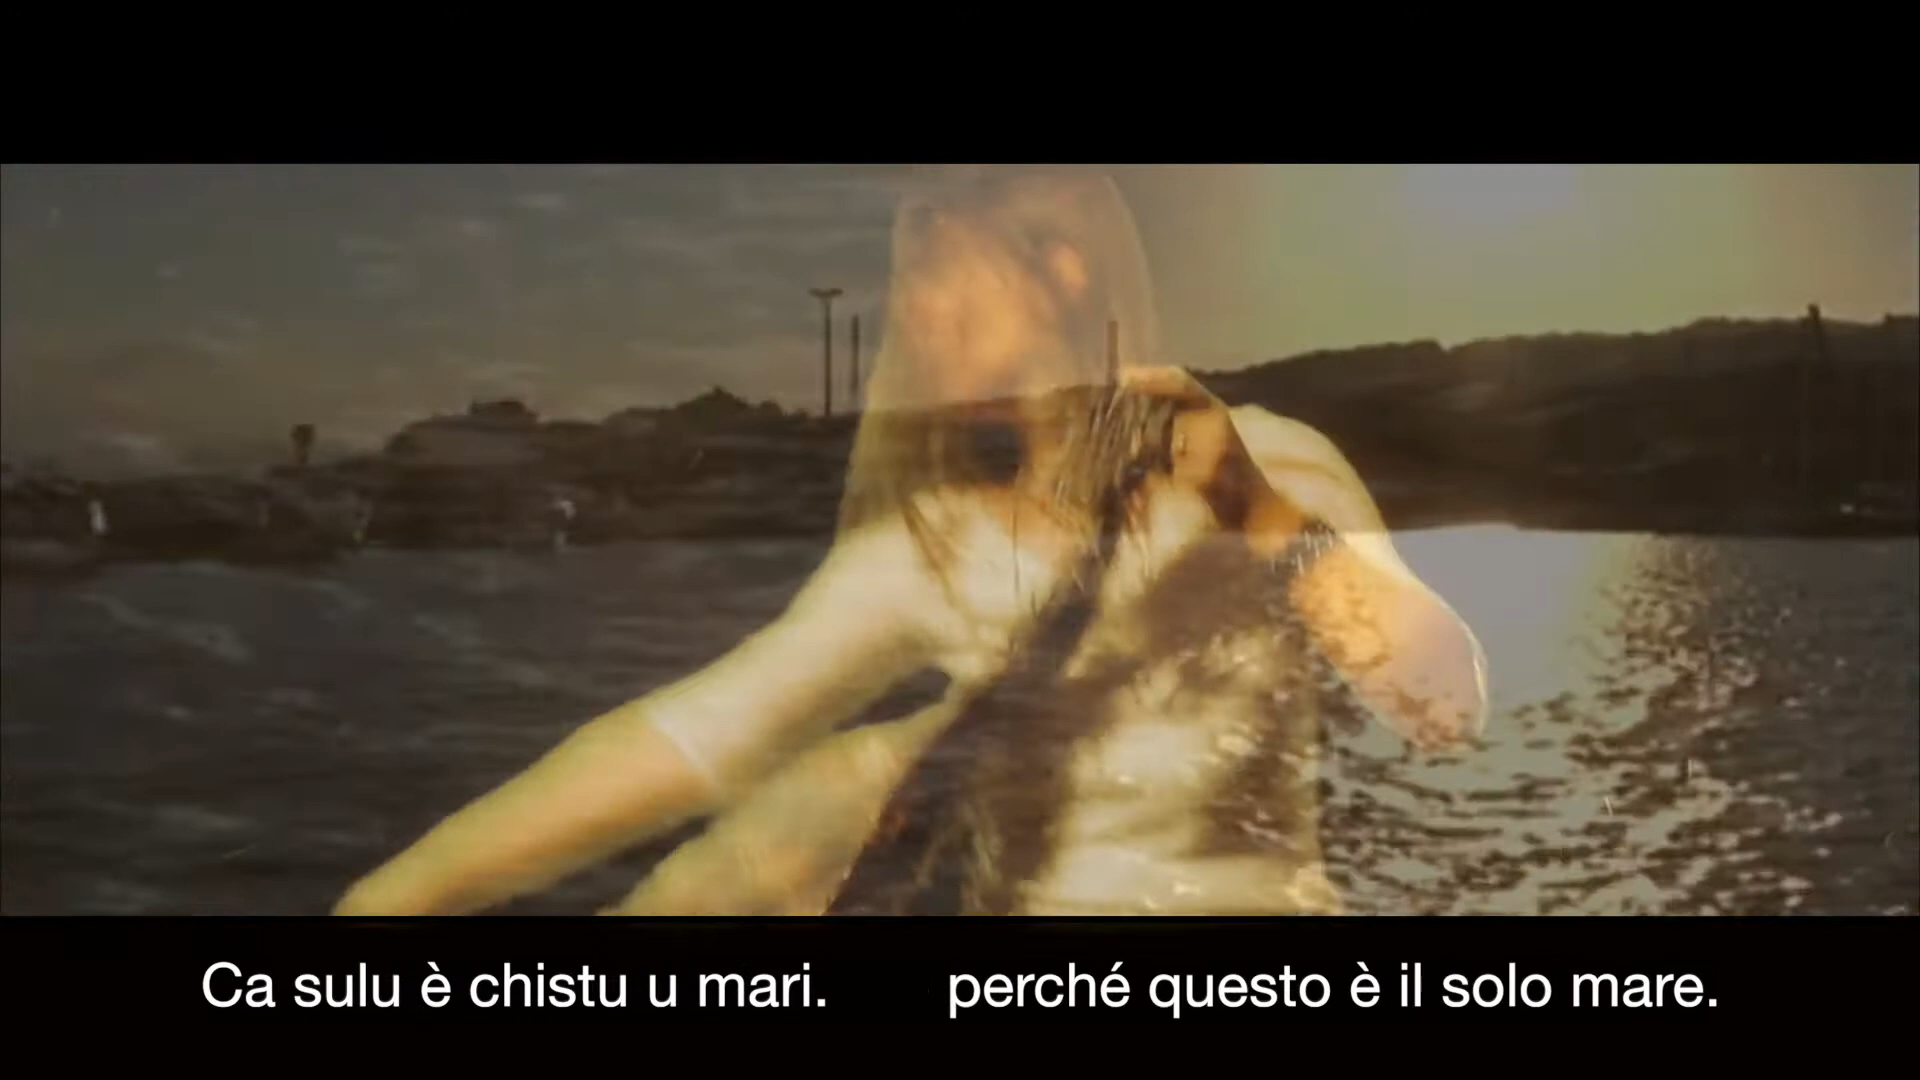 Ca sulu è chistu u mari.
perché questo è il solo mare.